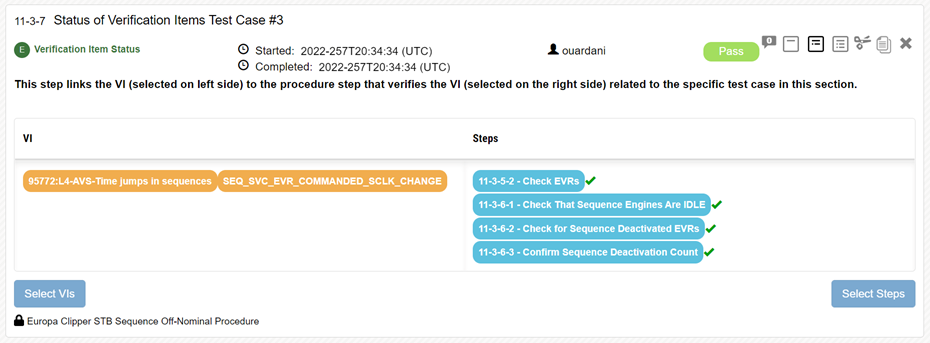 11-3-7 Status of Verification Items Test Case #3
E Verification Item Status
Started: 2022-257T20:34:34 (UTC)
Completed: 2022-257T20:34:34 (UTC)
ouardani
Pass
0
This step links the VI (selected on left side) to the procedure step that verifies the VI (selected on the right side) related to the specific test case in this section.
VI
Steps
95772:L4-AVS-Time jumps in sequences SEQ_SVC_EVR_COMMANDED_SCLK_CHANGE
11-3-5-2 - Check EVRs
11-3-6-1 - Check That Sequence Engines Are IDLE
11-3-6-2 - Check for Sequence Deactivated EVRs
11-3-6-3 - Confirm Sequence Deactivation Count
Select VIs
Select Steps
Europa Clipper STB Sequence Off-Nominal Procedure